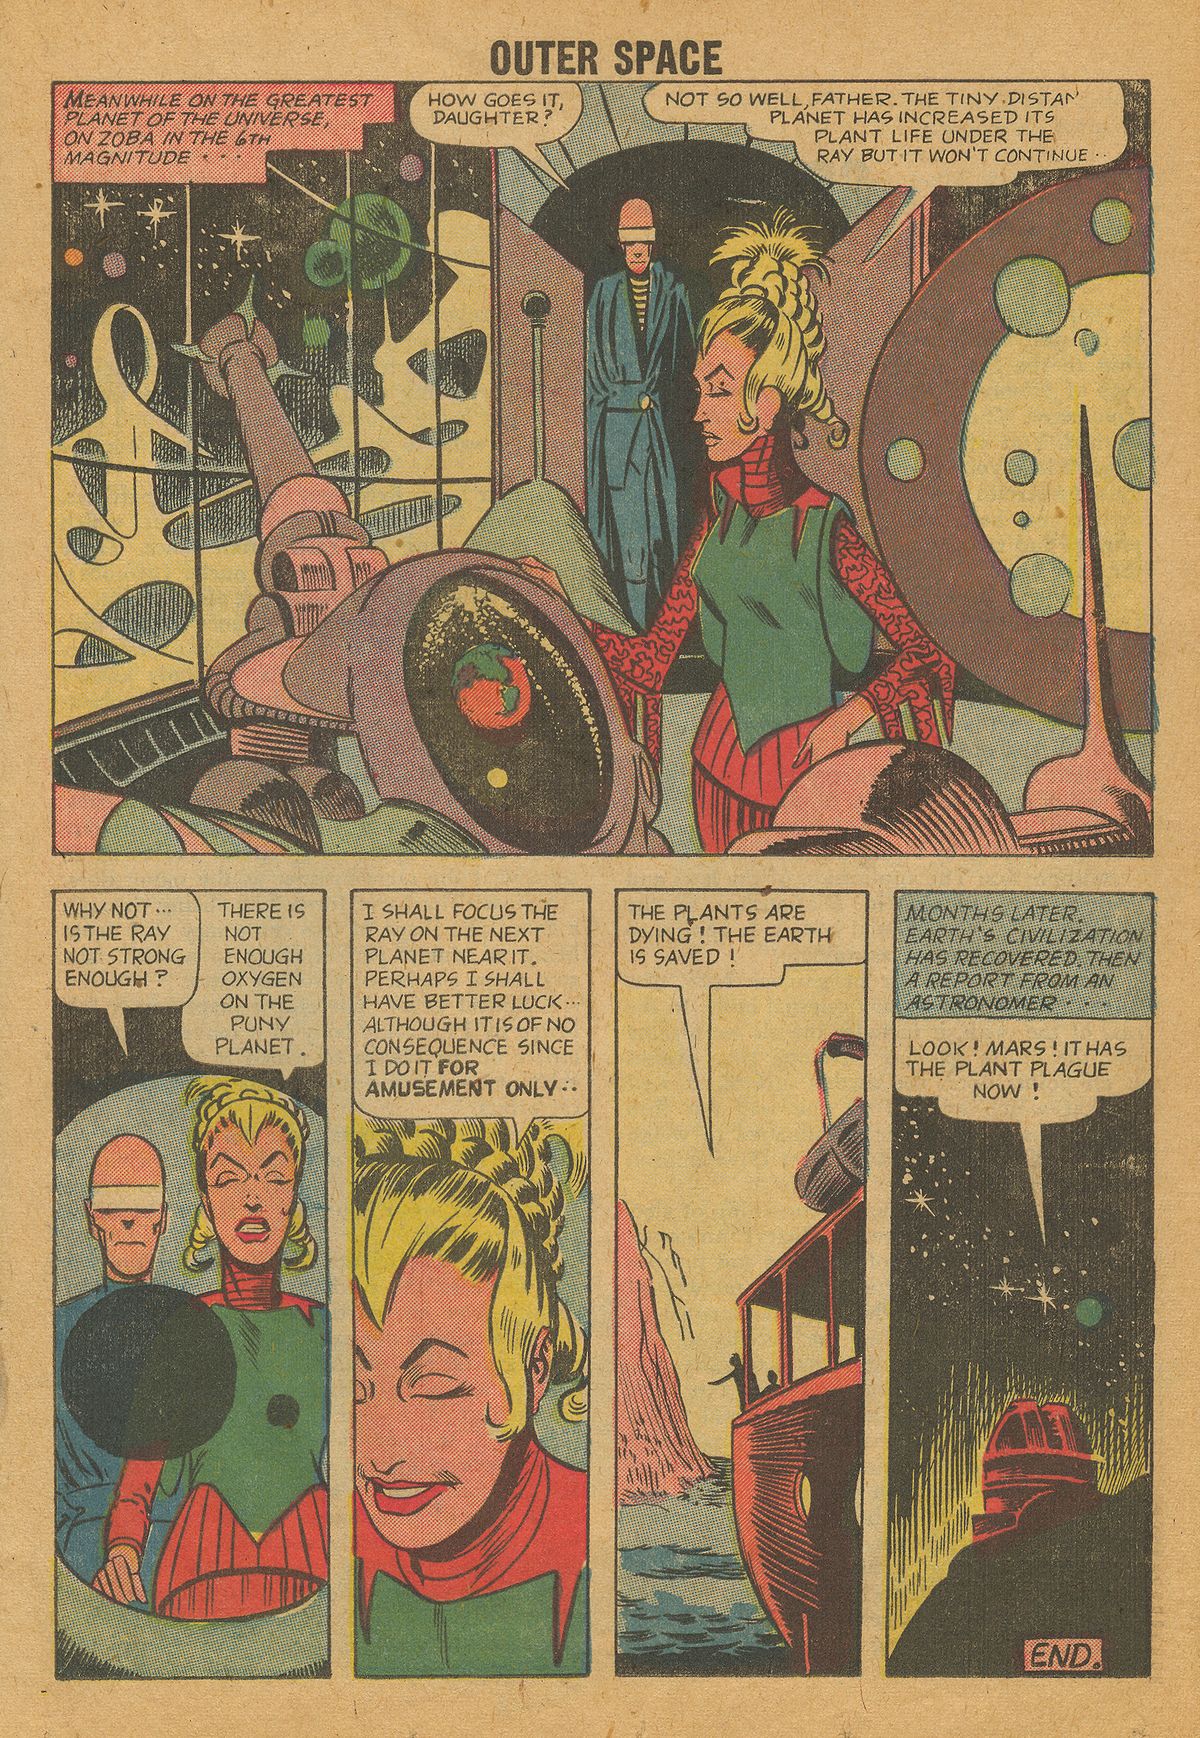 OUTER SPACE
MEANWHILE ON THE GREATEST
PLANET OF THE UNIVERSE,
ON ZOBA IN THE 6TH
MAGNITUDE · · ·
HOW GOES IT,
DAUGHTER?
NOT SO WELL, FATHER. THE TINY DISTAN
PLANET HAS INCREASED ITS
PLANT LIFE UNDER THE
RAY BUT IT WON'T CONTINUE ··
WHY NOT ···
IS THE RAY
NOT STRONG
ENOUGH?
THERE IS
NOT
ENOUGH
OXYGEN
ON THE
PUNY
PLANET.
I SHALL FOCUS THE
RAY ON THE NEXT
PLANET NEAR IT.
PERHAPS I SHALL
HAVE BETTER LUCK ···
ALTHOUGH IT IS OF NO
CONSEQUENCE SINCE
I DO IT FOR
AMUSEMENT ONLY ··
THE PLANTS ARE
DYING! THE EARTH
IS SAVED!
MONTHS LATER,
EARTH'S CIVILIZATION
HAS RECOVERED, THEN
A REPORT FROM AN
ASTRONOMER · · · ·
LOOK! MARS! IT HAS
THE PLANT PLAGUE
NOW!
END.